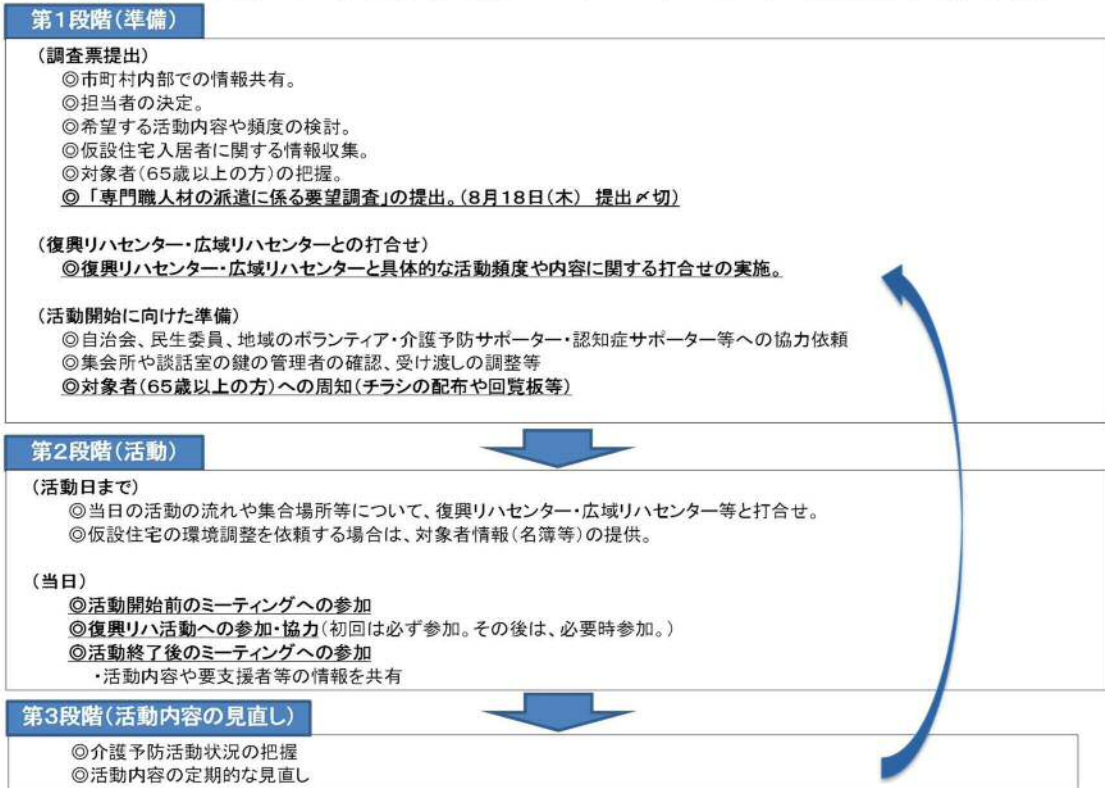 第1段階(準備)
(調査票提出)
◎市町村内部での情報共有。
◎担当者の決定。
◎希望する活動内容や頻度の検討。
◎仮設住宅入居者に関する情報収集。
◎対象者(65歳以上の方)の把握。
◎「専門職人材の派遣に係る要望調査」の提出。(8月18日(木) 提出〆切)
(復興リハセンター・広域リハセンターとの打合せ)
◎復興リハセンター・広域リハセンターと具体的な活動頻度や内容に関する打合せの実施。
(活動開始に向けた準備)
◎自治会、民生委員、地域のボランティア・介護予防サポーター・認知症サポーター等への協力依頼
◎集会所や談話室の鍵の管理者の確認、受け渡しの調整等
◎対象者(65歳以上の方)への周知(チラシの配布や回覧板等)
第2段階(活動)
(活動日まで)
◎当日の活動の流れや集合場所等について、復興リハセンター・広域リハセンター等と打合せ。
◎仮設住宅の環境調整を依頼する場合は、対象者情報(名簿等)の提供。
(当日)
◎活動開始前のミーティングへの参加
◎復興リハ活動への参加・協力(初回は必ず参加。その後は、必要時参加。)
◎活動終了後のミーティングへの参加
・活動内容や要支援者等の情報を共有
第3段階(活動内容の見直し)
◎介護予防活動状況の把握
◎活動内容の定期的な見直し